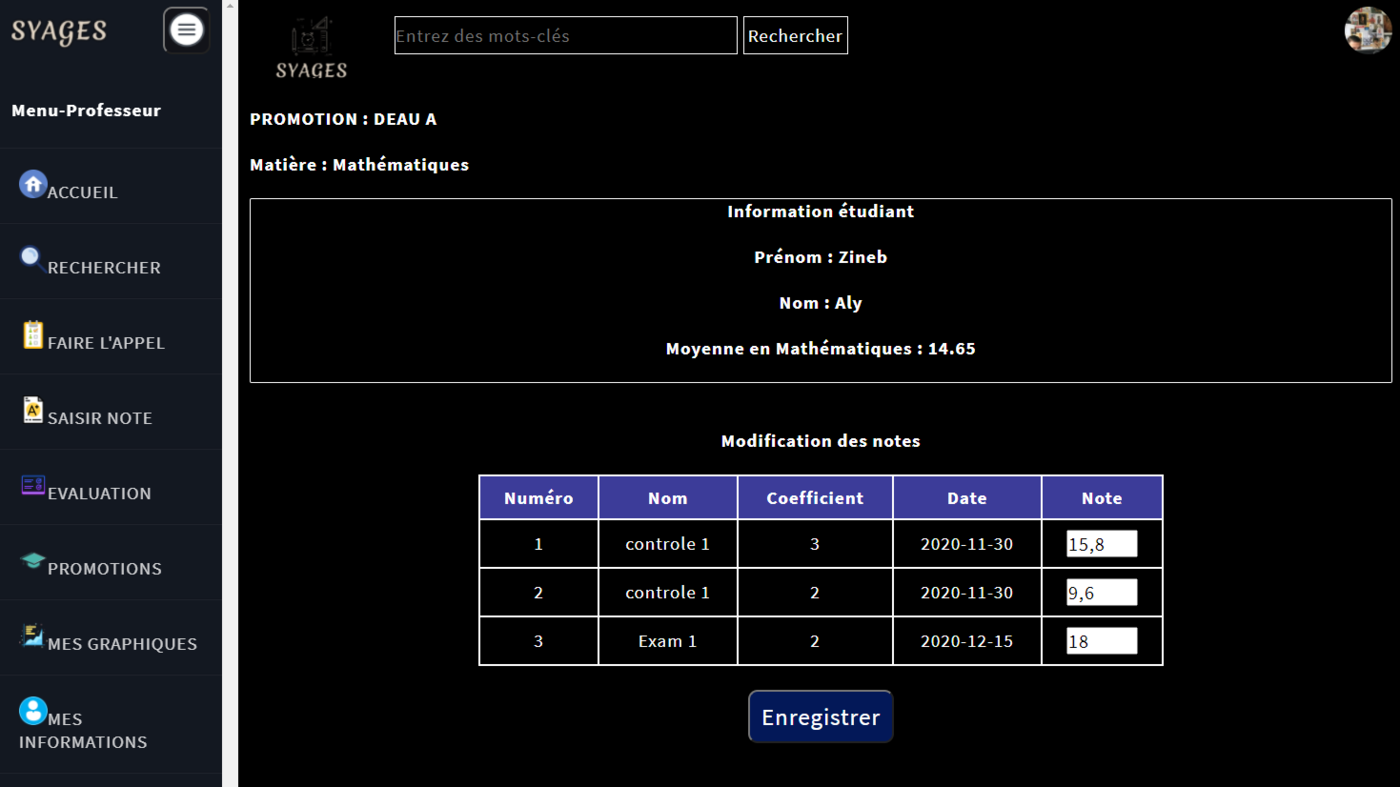 SYAGES
Menu-Professeur
ACCUEIL
RECHERCHER
FAIRE L'APPEL
SAISIR NOTE
EVALUATION
PROMOTIONS
MES GRAPHIQUES
MES
INFORMATIONS
SYAGES
Entrez des mots-clés Rechercher
PROMOTION : DEAU A
Matière : Mathématiques
Information étudiant
Prénom : Zineb
Nom : Aly
Moyenne en Mathématiques : 14.65
Modification des notes
Numéro Nom Coefficient Date Note
1 controle 1 3 2020-11-30 15,8
2 controle 1 2 2020-11-30 9,6
3 Exam 1 2 2020-12-15 18
Enregistrer